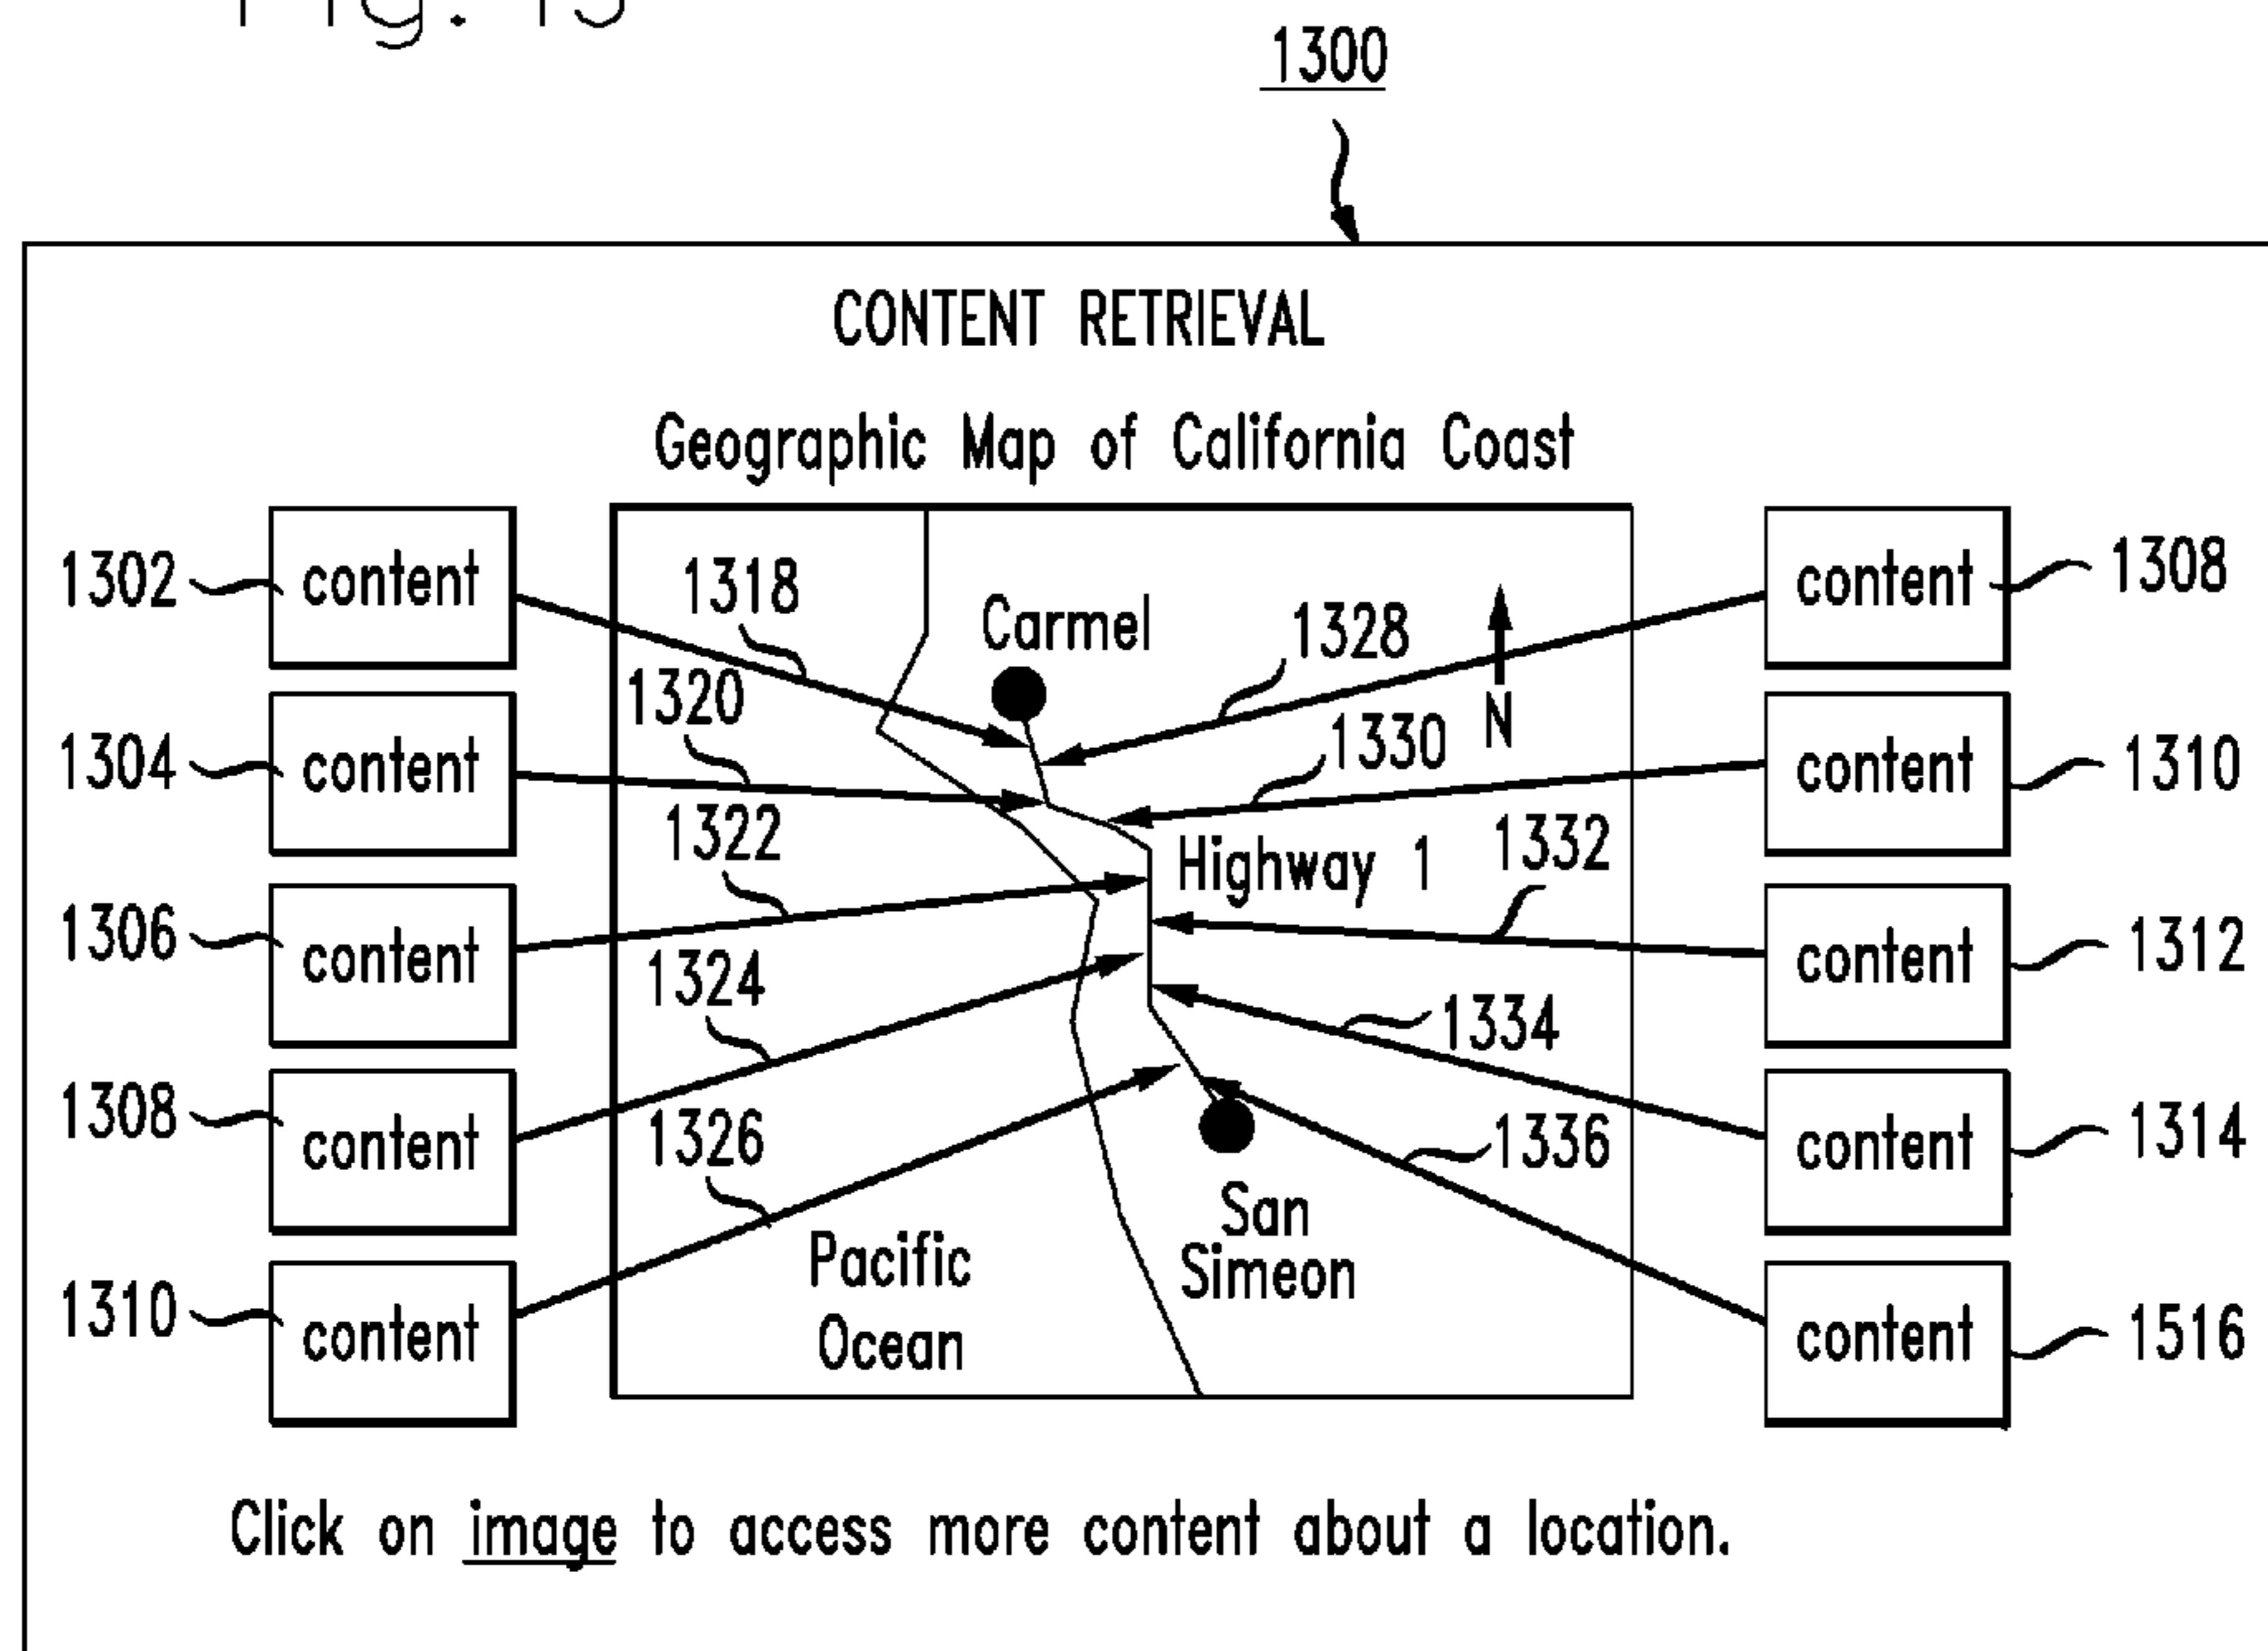 Fig. 13
1300
CONTENT RETRIEVAL
Geographic Map of California Coast
1302 content
1304 content
1306 content
1308 content
1310 content
1318
1320
1322
1324
1326
Carmel
N
Highway 1
San
Simeon
Pacific
Ocean
1328
1330
1332
1334
1336
content 1308
content 1310
content 1312
content 1314
content 1516
Click on image to access more content about a location.